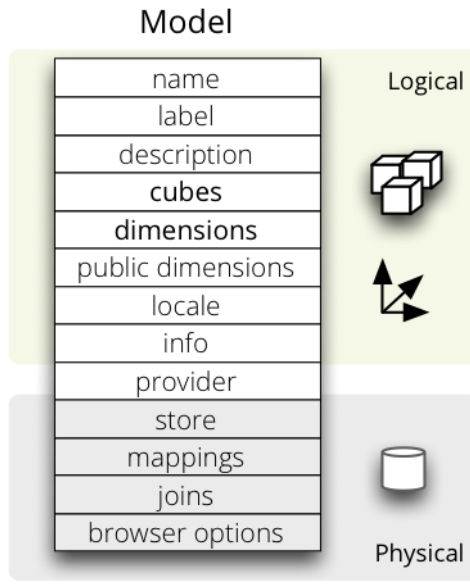 Model
Logical
name
label
description
cubes
dimensions
public dimensions
locale
info
provider
store
mappings
joins
browser options
Physical